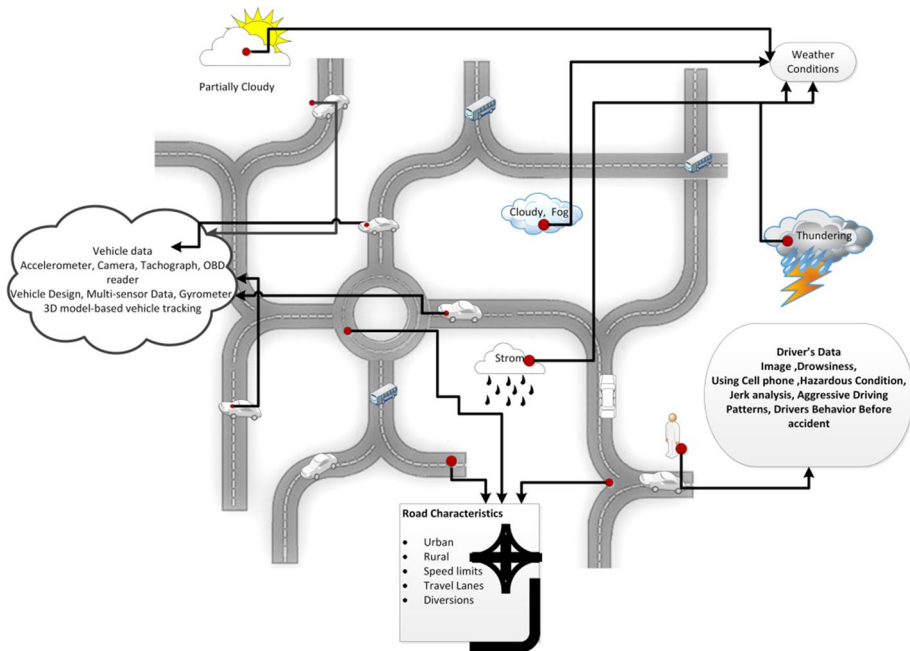 Weather
Conditions
Partially Cloudy
Cloudy, Fog
Thundering
Vehicle data
Accelerometer, Camera, Tachograph, OBD
reader
Vehicle Design, Multi-sensor Data, Gyrometer
3D model-based vehicle tracking
Strom
Driver's Data
Image ,Drowsiness,
Using Cell phone ,Hazardous Condition,
Jerk analysis, Aggressive Driving
Patterns, Drivers Behavior Before
accident
Road Characteristics
• Urban
• Rural
• Speed limits
• Travel Lanes
• Diversions